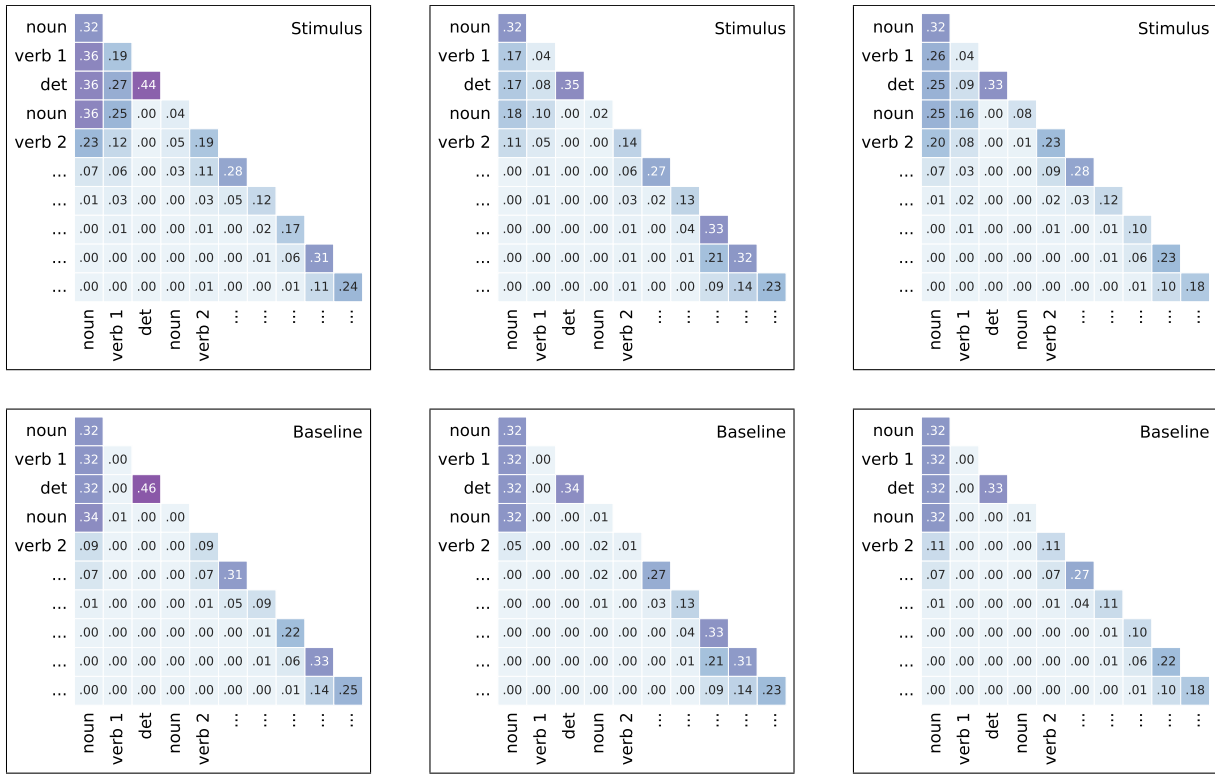 Stimulus
noun .32
verb 1 .36 .19
det .36 .27 .44
noun .36 .25 .00 .04
verb 2 .23 .12 .00 .05 .19
... .07 .06 .00 .03 .11 .28
... .01 .03 .00 .00 .03 .05 .12
... .00 .01 .00 .00 .01 .00 .02 .17
... .00 .00 .00 .00 .01 .00 .01 .06 .31
... .00 .00 .00 .00 .01 .00 .00 .01 .11 .24
noun verb 1 det noun verb 2 ... ... ... ... ...
Stimulus
noun .32
verb 1 .17 .04
det .17 .08 .35
noun .18 .10 .00 .02
verb 2 .11 .05 .00 .00 .14
... .00 .01 .00 .00 .06 .27
... .00 .01 .00 .00 .03 .02 .13
... .00 .00 .00 .00 .01 .00 .04 .33
... .00 .00 .00 .00 .01 .00 .01 .21 .32
... .00 .00 .00 .00 .01 .00 .00 .09 .14 .23
noun verb 1 det noun verb 2 ... ... ... ... ...
Stimulus
noun .32
verb 1 .26 .04
det .25 .09 .33
noun .25 .16 .00 .08
verb 2 .20 .08 .00 .01 .23
... .07 .03 .00 .00 .09 .28
... .01 .02 .00 .00 .02 .03 .12
... .00 .01 .00 .00 .01 .00 .01 .10
... .00 .00 .00 .00 .00 .00 .01 .06 .23
... .00 .00 .00 .00 .00 .00 .00 .01 .10 .18
noun verb 1 det noun verb 2 ... ... ... ... ...
Baseline
noun .32
verb 1 .32 .00
det .32 .00 .46
noun .34 .01 .00 .00
verb 2 .09 .00 .00 .00 .09
... .07 .00 .00 .00 .07 .31
... .01 .00 .00 .00 .01 .05 .09
... .00 .00 .00 .00 .00 .00 .01 .22
... .00 .00 .00 .00 .00 .00 .01 .06 .33
... .00 .00 .00 .00 .00 .00 .00 .01 .14 .25
noun verb 1 det noun verb 2 ... ... ... ... ...
Baseline
noun .32
verb 1 .32 .00
det .32 .00 .34
noun .32 .00 .00 .01
verb 2 .05 .00 .00 .02 .01
... .00 .00 .00 .02 .00 .27
... .00 .00 .00 .01 .00 .03 .13
... .00 .00 .00 .00 .00 .00 .04 .33
... .00 .00 .00 .00 .00 .00 .01 .21 .31
... .00 .00 .00 .00 .00 .00 .00 .09 .14 .23
noun verb 1 det noun verb 2 ... ... ... ... ...
Baseline
noun .32
verb 1 .32 .00
det .32 .00 .33
noun .32 .00 .00 .01
verb 2 .11 .00 .00 .00 .11
... .07 .00 .00 .00 .07 .27
... .01 .00 .00 .00 .01 .04 .11
... .00 .00 .00 .00 .00 .00 .01 .10
... .00 .00 .00 .00 .00 .00 .01 .06 .22
... .00 .00 .00 .00 .00 .00 .00 .01 .10 .18
noun verb 1 det noun verb 2 ... ... ... ... ...